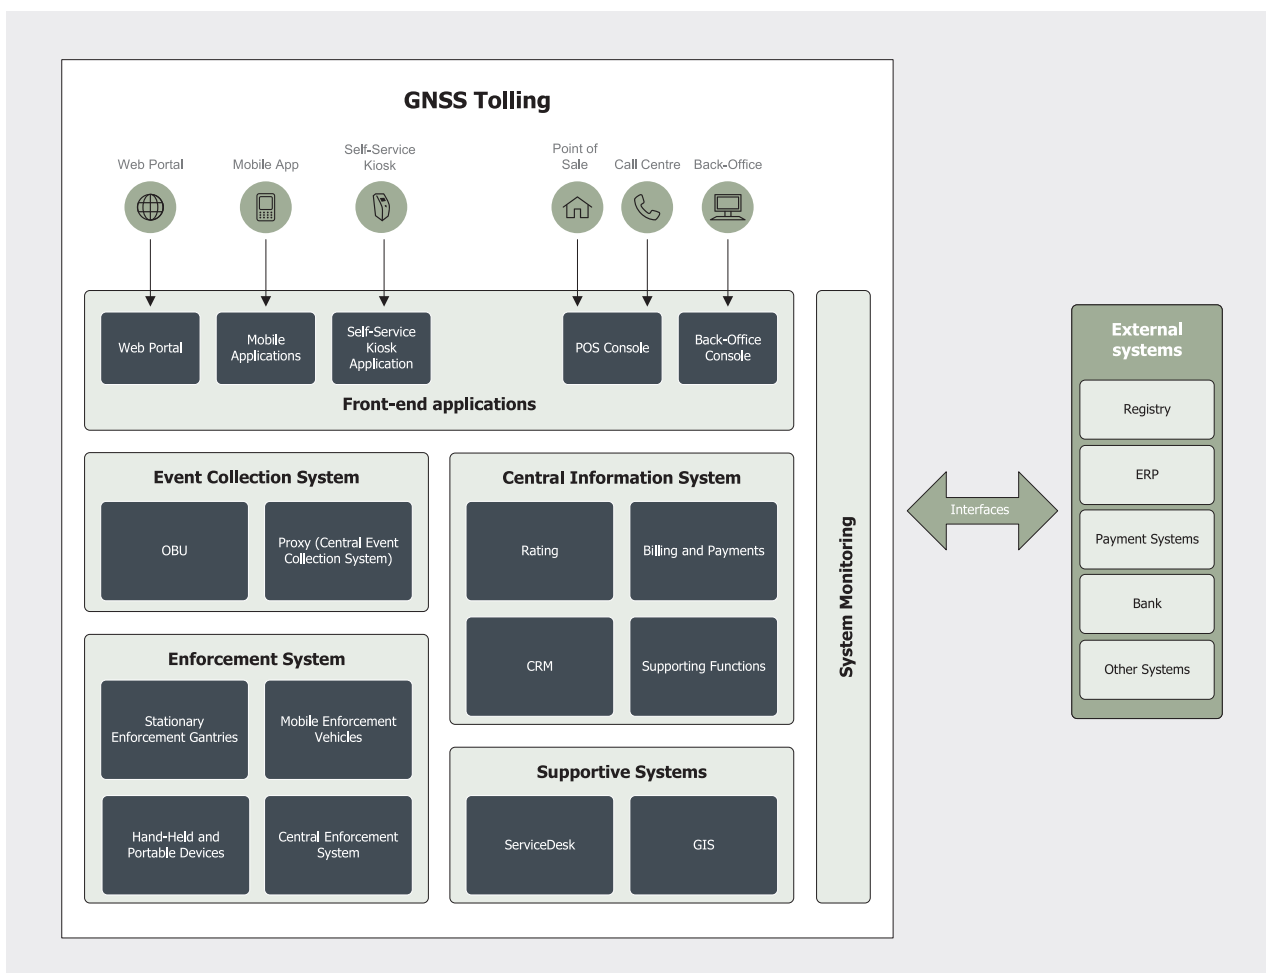 GNSS Tolling
Web Portal
Mobile App
Self-Service
Kiosk
Point of
Sale
Call Centre
Back-Office
Web Portal
Mobile
Applications
Self-Service
Kiosk
Application
POS Console
Back-Office
Console
Front-end applications
Event Collection System
OBU
Proxy (Central Event
Collection System)
Enforcement System
Stationary
Enforcement Gantries
Mobile Enforcement
Vehicles
Hand-Held and
Portable Devices
Central Enforcement
System
Central Information System
Rating
Billing and Payments
CRM
Supporting Functions
Supportive Systems
ServiceDesk
GIS
System Monitoring
Interfaces
External
systems
Registry
ERP
Payment Systems
Bank
Other Systems